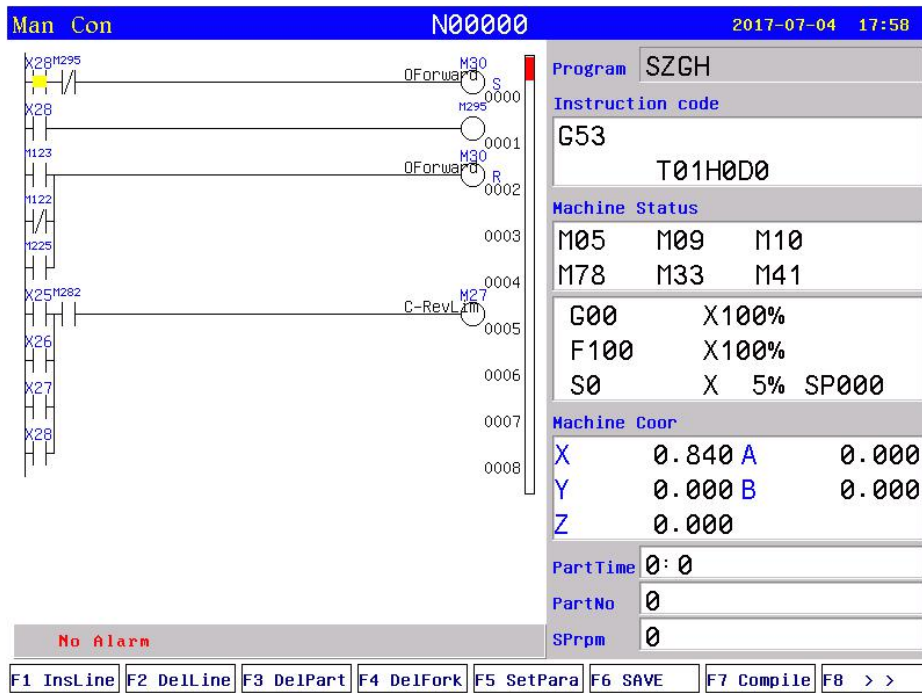 Man Con N00000 2017-07-04 17:58
X28 M295 0Forward M30 S 0000
X28 M295 0001
M123 0Forward M30 R 0002
M122 0003
M225 0004
X25 M282 C-RevLim M27 0005
X26 0006
X27 0007
X28 0008
No Alarm
Program SZGH
Instruction code
G53
T01H0D0
Machine Status
M05 M09 M10
M78 M33 M41
G00 X100%
F100 X100%
S0 X 5% SP000
Machine Coor
X 0.840 A 0.000
Y 0.000 B 0.000
Z 0.000
PartTime 0:0
PartNo 0
SPrpm 0
F1 InsLine F2 DelLine F3 DelPart F4 DelFork F5 SetPara F6 SAVE F7 Compile F8 > >